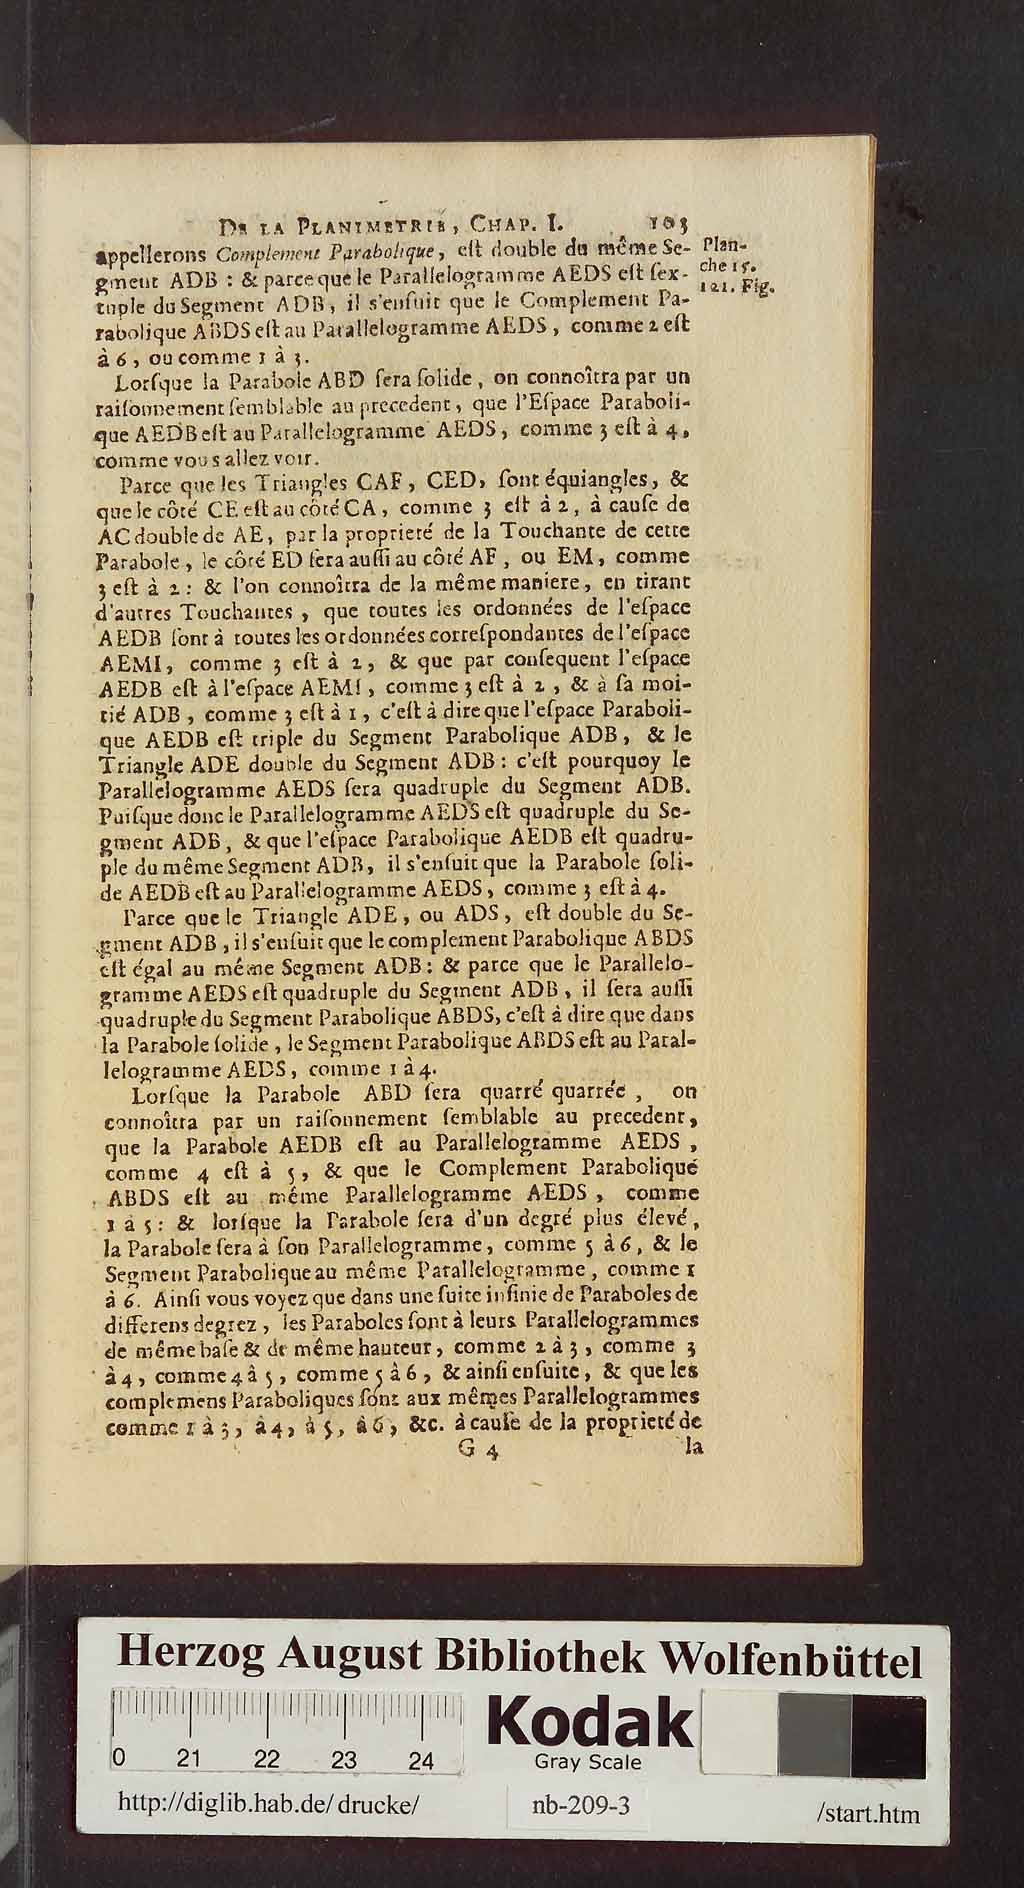 DE LA PLANIMETRIE, CHAP. I. 103
appellerons Complement Parabolique, eſt double du même Se-
gment ADB : & parce que le Parallelogramme AEDS eſt ſex-
tuple du Segment ADB, il s'enſuit que le Complement Pa-
rabolique ABDS eſt au Parallelogramme AEDS, comme 2 eſt
à 6, ou comme 1 à 3.
Plan-
che 15.
121. Fig.
Lorſque la Parabole ABD ſera ſolide, on connoîtra par un
raiſonnement ſemblable au precedent, que l'Eſpace Paraboli-
que AEDB eſt au Parallelogramme AEDS, comme 3 eſt à 4,
comme vous allez voir.
Parce que les Triangles CAF, CED, ſont équiangles, &
que le côté CE eſt au côté CA, comme 3 eſt à 2, à cauſe de
AC double de AE, par la proprieté de la Touchante de cette
Parabole, le côté ED ſera auſſi au côté AF, ou EM, comme
3 eſt à 2: & l'on connoîtra de la même maniere, en tirant
d'autres Touchantes, que toutes les ordonnées de l'eſpace
AEDB ſont à toutes les ordonnées correſpondantes de l'eſpace
AEMI, comme 3 eſt à 2, & que par conſequent l'eſpace
AEDB eſt à l'eſpace AEMI, comme 3 eſt à 2, & à ſa moi-
tié ADB, comme 3 eſt à 1, c'eſt à dire que l'eſpace Paraboli-
que AEDB eſt triple du Segment Parabolique ADB, & le
Triangle ADE double du Segment ADB: c'eſt pourquoy le
Parallelogramme AEDS ſera quadruple du Segment ADB.
Puiſque donc le Parallelogramme AEDS eſt quadruple du Se-
gment ADB, & que l'eſpace Parabolique AEDB eſt quadru-
ple du même Segment ADB, il s'enſuit que la Parabole ſoli-
de AEDB eſt au Parallelogramme AEDS, comme 3 eſt à 4.
Parce que le Triangle ADE, ou ADS, eſt double du Se-
gment ADB, il s'enſuit que le complement Parabolique ABDS
eſt égal au méme Segment ADB: & parce que le Parallelo-
gramme AEDS eſt quadruple du Segment ADB, il ſera auſſi
quadruple du Segment Parabolique ABDS, c'eſt à dire que dans
la Parabole ſolide, le Segment Parabolique ABDS eſt au Paral-
lelogramme AEDS, comme 1 à 4.
Lorſque la Parabole ABD ſera quarré quarrée, on
connoîtra par un raiſonnement ſemblable au precedent,
que la Parabole AEDB eſt au Parallelogramme AEDS,
comme 4 eſt à 5, & que le Complement Paraboliqué
ABDS eſt au méme Parallelogramme AEDS, comme
1 à 5: & lorſque la Parabole ſera d'un degré plus élevé,
la Parabole ſera à ſon Parallelogramme, comme 5 à 6, & le
Segment Parabolique au même Parallelogramme, comme 1
à 6. Ainſi vous voyez que dans une ſuite infinie de Paraboles de
differens degrez, les Paraboles ſont à leurs Parallelogrammes
de même baſe & de même hauteur, comme 2 à 3, comme 3
à 4, comme 4 à 5, comme 5 à 6, & ainſi enſuite, & que les
complemens Paraboliques ſont aux mêmes Parallelogrammes
comme 1 à 3, à 4, à 5, à 6, &c. à cauſe de la proprieté de
G 4 la
Herzog August Bibliothek Wolfenbüttel
0 21 22 23 24
Kodak
Gray Scale
http://diglib.hab.de/drucke/ nb-209-3 /start.htm